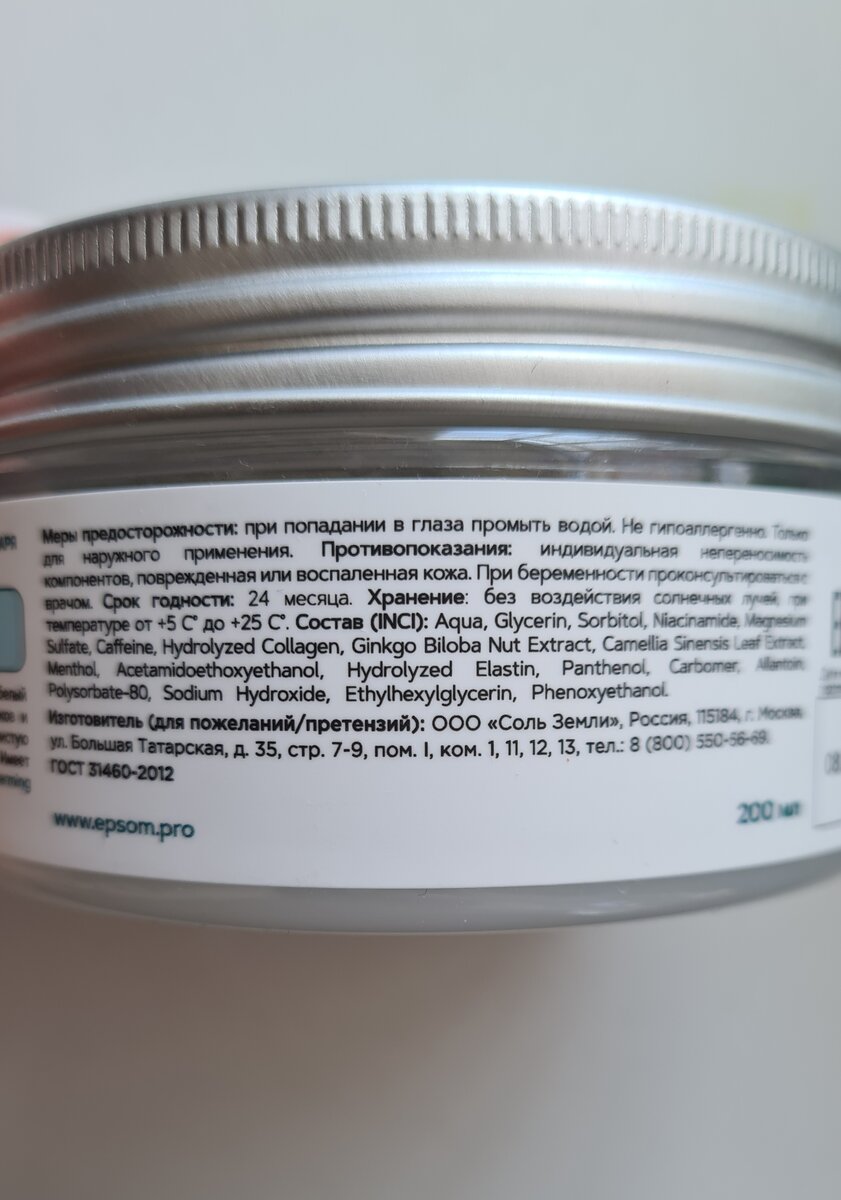 Меры предосторожности: при попадании в глаза промыть водой. Не гипоаллергенно. Только
для наружного применения. Противопоказания: индивидуальная непереносимость
компонентов, поврежденная или воспаленная кожа. При беременности проконсультироваться с
врачом. Срок годности: 24 месяца. Хранение: без воздействия солнечных лучей, при
температуре от +5 С° до +25 С°. Состав (INCI): Aqua, Glycerin, Sorbitol, Niacinamide, Magnesium
Sulfate, Caffeine, Hydrolyzed Collagen, Ginkgo Biloba Nut Extract, Camellia Sinensis Leaf Extract,
Menthol, Acetamidoethoxyethanol, Hydrolyzed Elastin, Panthenol, Carbomer, Allantoin,
Polysorbate-80, Sodium Hydroxide, Ethylhexylglycerin, Phenoxyethanol.
Изготовитель (для пожеланий/претензий): ООО «Соль Земли», Россия, 115184, г. Москва,
ул. Большая Татарская, д. 35, стр. 7-9, пом. I, ком. 1, 11, 12, 13, тел.: 8 (800) 550-56-69.
ГОСТ 31460-2012
www.epsom.pro
200 мл